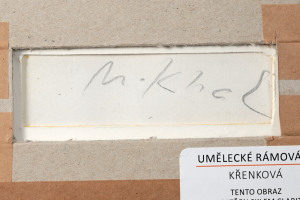 M. Khal
UMĚLECKÉ RÁMOVÁ
KŘENKOVÁ
TENTO OBRAZ